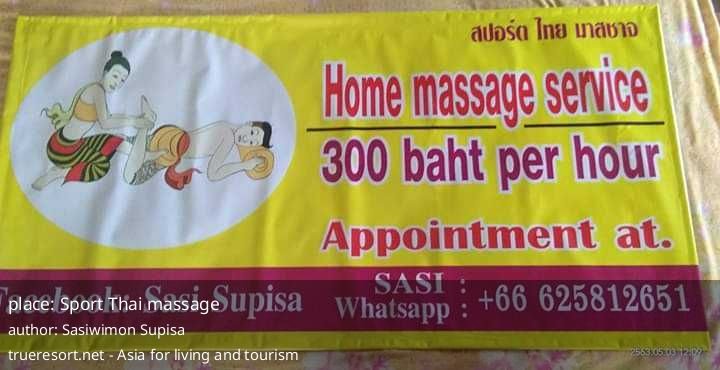 สปอร์ต ไทย มาสซาจ
Home massage service
300 baht per hour
Appointment at.
Facebook: Sasi Supisa
SASI :
Whatsapp : +66 625812651
place: Sport Thai massage
author: Sasiwimon Supisa
trueresort.net - Asia for living and tourism
2563:05:03 12:09